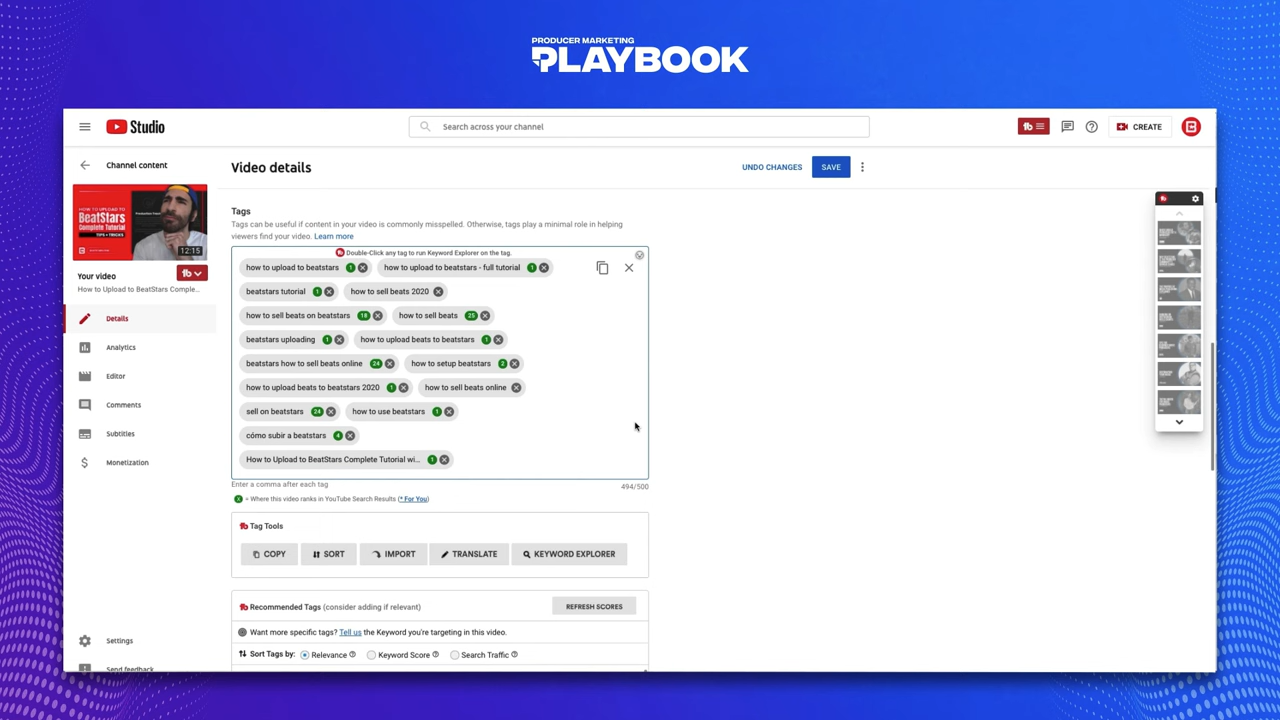 PRODUCER MARKETING
PLAYBOOK
Studio
Search across your channel
CREATE
Channel content
Video details
UNDO CHANGES
SAVE
HOW TO UPLOAD TO
BeatStars
Complete Tutorial
TIPS + TRICKS
12:15
Your video
How to Upload to BeatStars Comple...
Details
Analytics
Editor
Comments
Subtitles
Monetization
Settings
Send feedback
Tags
Tags can be useful if content in your video is commonly misspelled. Otherwise, tags play a minimal role in helping
viewers find your video. Learn more
Double-Click any tag to run Keyword Explorer on the tag.
how to upload to beatstars 1 how to upload to beatstars - full tutorial 1
beatstars tutorial 1 how to sell beats 2020
how to sell beats on beatstars 18 how to sell beats 25
beatstars uploading 1 how to upload beats to beatstars 1
beatstars how to sell beats online 24 how to setup beatstars 2
how to upload beats to beatstars 2020 1 how to sell beats online
sell on beatstars 24 how to use beatstars 1
cómo subir a beatstars 4
How to Upload to BeatStars Complete Tutorial wi... 1
Enter a comma after each tag
494/500
= Where this video ranks in YouTube Search Results (* For You)
Tag Tools
COPY SORT IMPORT TRANSLATE KEYWORD EXPLORER
Recommended Tags (consider adding if relevant)
REFRESH SCORES
Want more specific tags? Tell us the Keyword you're targeting in this video.
Sort Tags by: Relevance Keyword Score Search Traffic